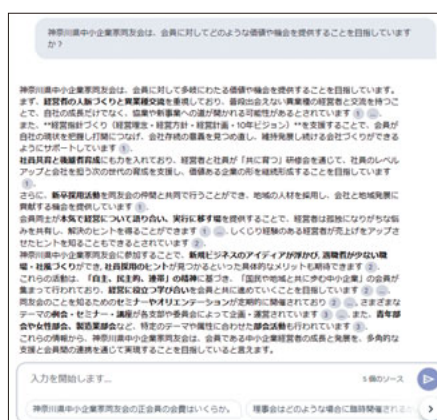 神奈川県中小企業家同友会は、会員に対してどのような価値や機会を提供することを目指しています
か？
神奈川県中小企業家同友会は、会員に対して多岐にわたる価値や機会を提供することを目指しています。
まず、経営者の人脈づくりと異業種交流を重視しており、普段出会えない異業種の経営者と交流を持つこ
とで、自社の成長だけでなく、協業や新事業への道が開かれる可能性があるとされています 1 ...。
また、**経営指針づくり（経営理念・経営方針・経営計画・10年ビジョン）**を支援することで、会員が
自社の現状を把握し打開につなげ、会社存続の意義を見つめ直し、維持発展し続ける会社づくりができる
ようにサポートしています 1。
社員共育と後継者育成にも力を入れており、経営者と社員が「共に育つ」研修会を通じて、社員のレベル
アップと会社を担う次の世代の育成を支援し、価値ある企業の形を継続形成することを目指しています
1。
さらに、新卒採用活動を同友会の仲間と共同で行うことができ、地域の人材を採用し、会社と地域発展に
貢献する機会を提供しています 1。
会員同士が本気で経営について語り合い、実行に移す場を提供することで、経営者は孤独になりがちな悩
みを共有し、解決のヒントを得ることができます 1 ...。しくじり経験のある経営者が売上げをアップさ
せたヒントを知ることもできるとされています 2。
神奈川県中小企業家同友会に参加することで、新規ビジネスのアイディアが浮かび、退職者が少ない職
場・社風づくりができ、社員採用のヒントが見つかるといった具体的なメリットも期待できます 2。
これらの活動は、「自主、民主的、連帯」の精神に基づき、「国民や地域と共に歩む中小企業」の会員が
集まって行われており、経営に役立つ学び合いを会員と共に進めていくことを目指しています 2 ...。
同友会のことを知るためのセミナーやオリエンテーションが定期的に開催されており 2 ...、さまざまな
テーマの例会・セミナー・講座が各支部や委員会によって企画・運営されています 3 ...。また、青年部
会や女性部会、製造業部会など、特定のテーマや属性に合わせた部会活動も行われています 3。
これらの情報から、神奈川県中小企業家同友会は、会員である中小企業経営者の成長と発展を、多角的な
支援と会員間の連携を通じて実現することを目指していると言えます。
入力を開始します... 5 個のソース
神奈川県中小企業家同友会の正会員の会費はいくらか。 理事会はどのような場合に臨時開催される